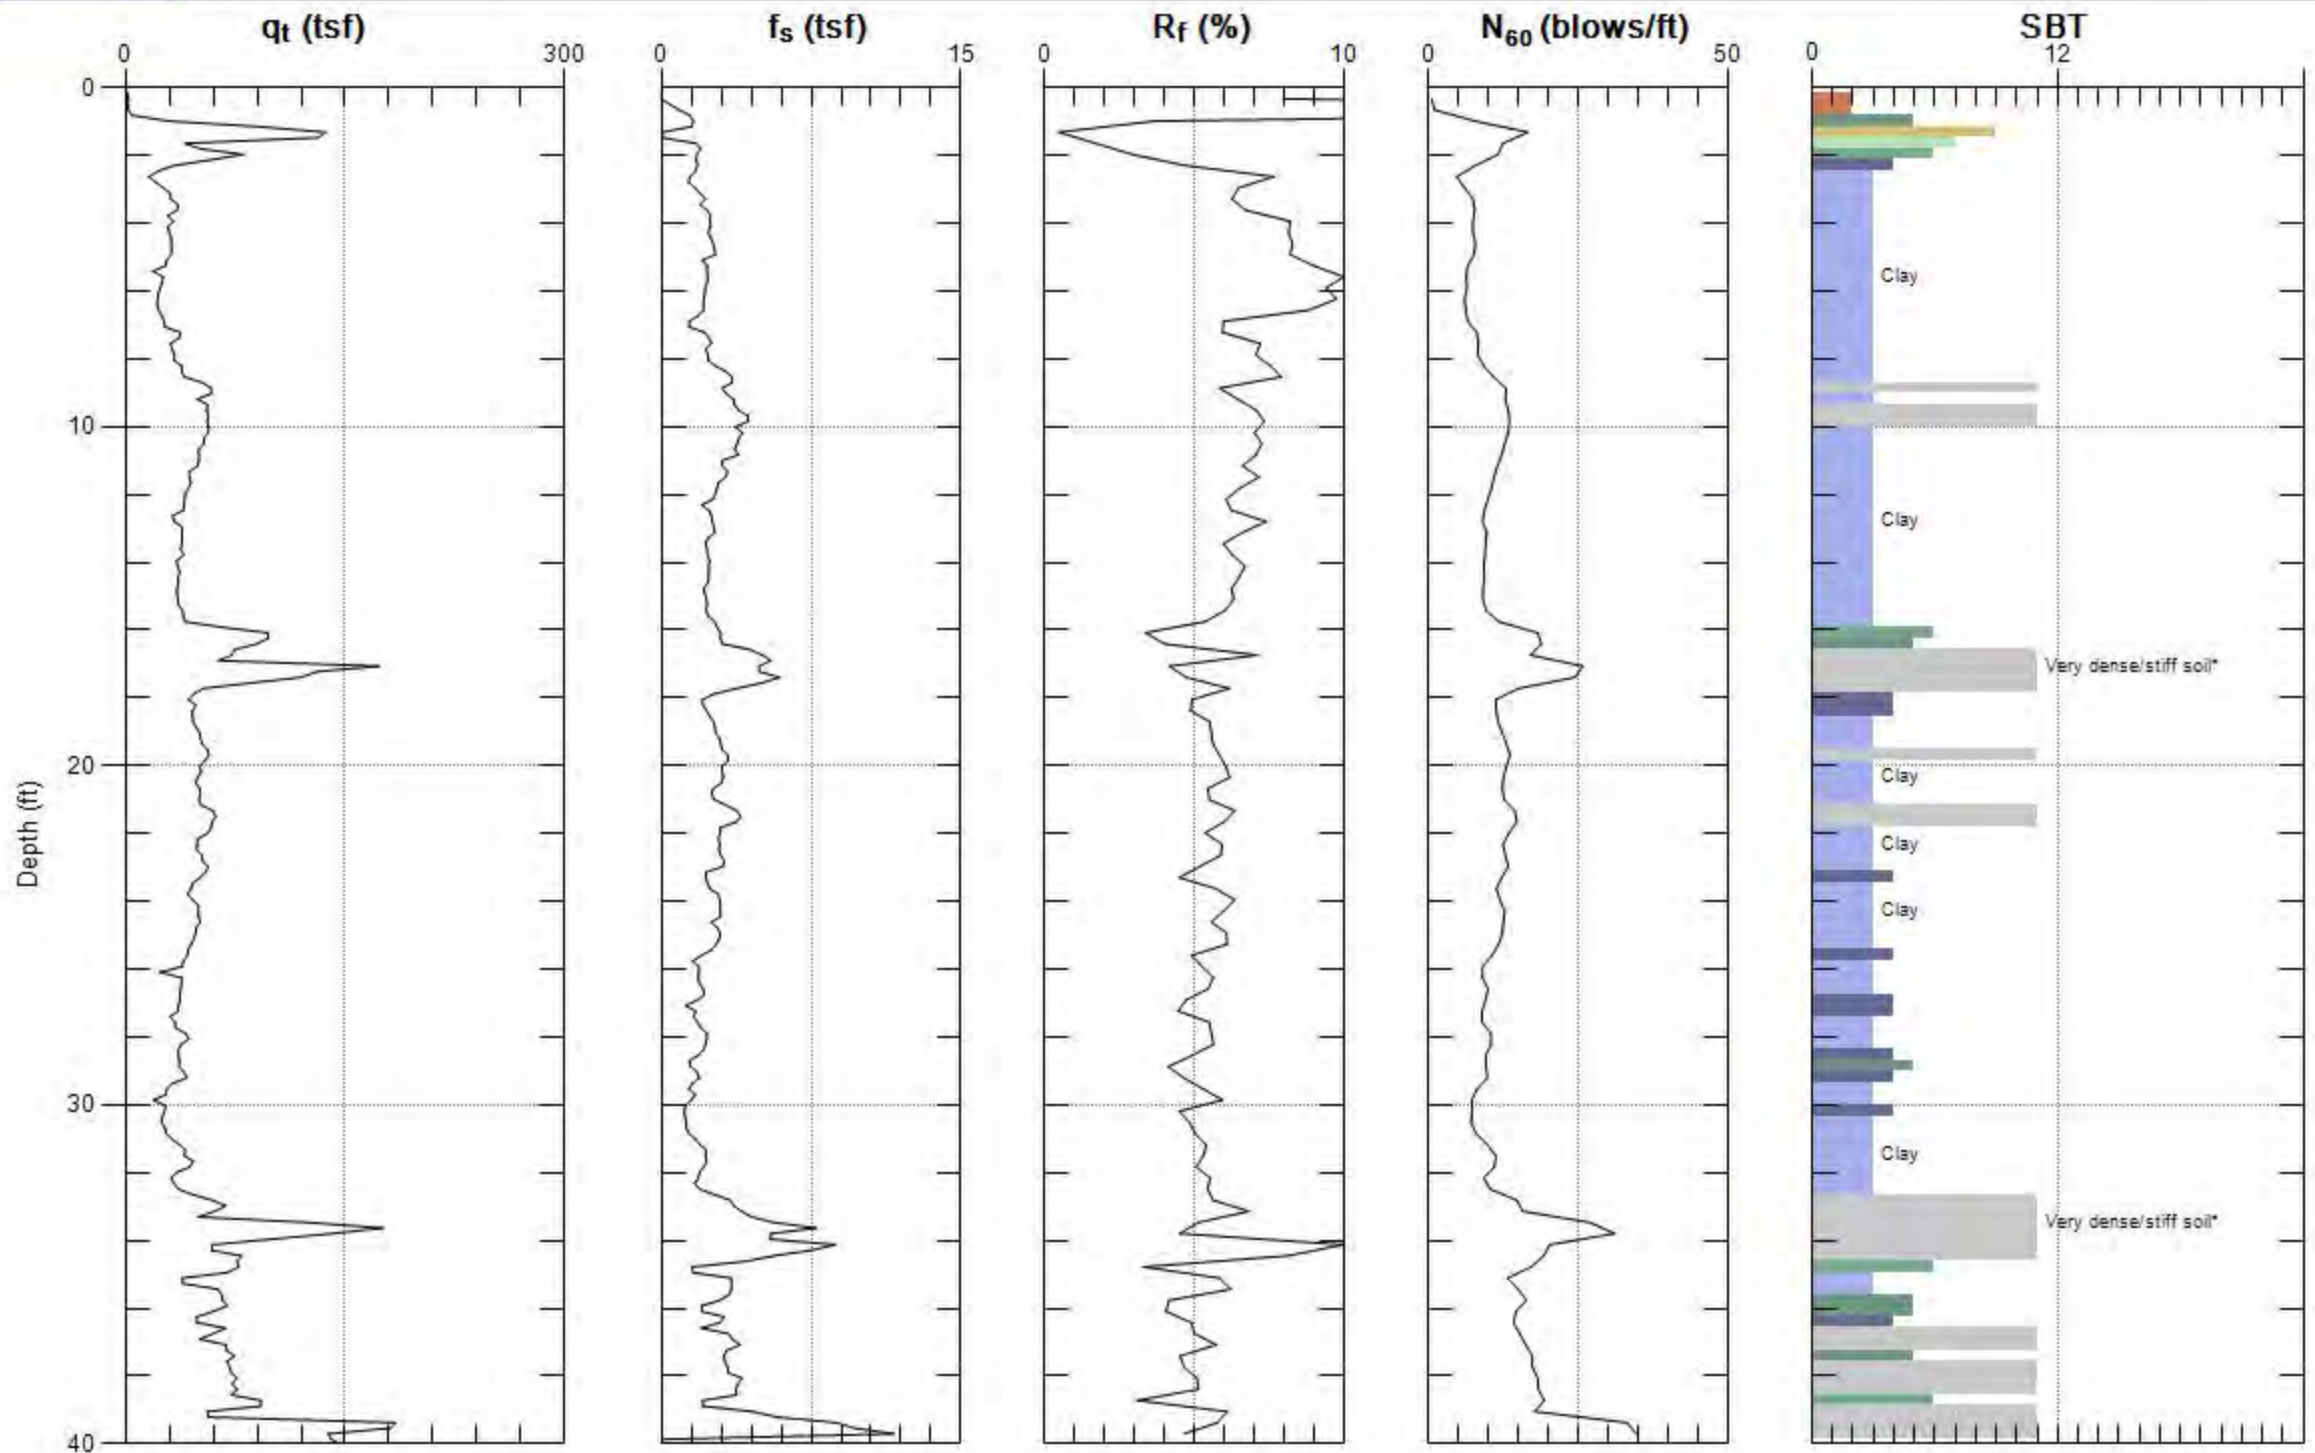 qt (tsf)
fs (tsf)
Rf (%)
N60 (blows/ft)
SBT
0 300
0 15
0 10
0 50
0 12
0
10
20
30
40
Depth (ft)
Clay
Clay
Very dense/stiff soil*
Clay
Clay
Clay
Clay
Very dense/stiff soil*